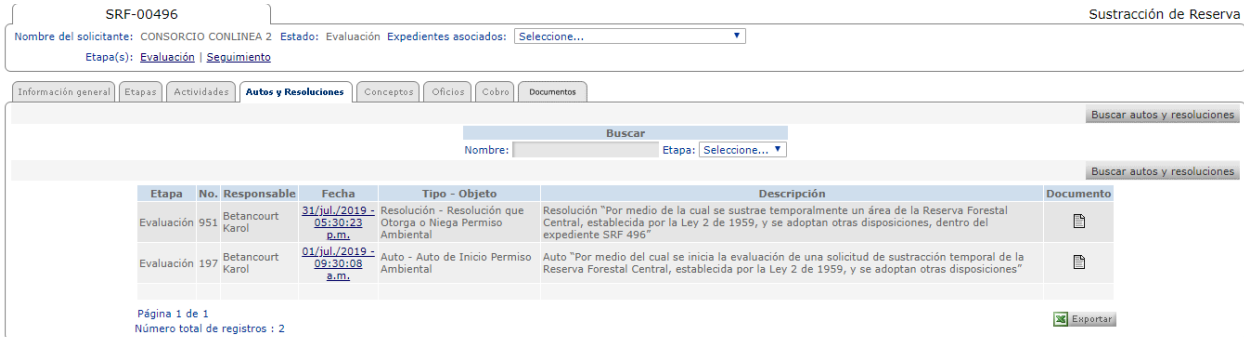 SRF-00496
Sustracción de Reserva
Nombre del solicitante: CONSORCIO CONLINEA 2 Estado: Evaluación Expedientes asociados: Seleccione...
Etapa(s): Evaluación | Seguimiento
Información general Etapas Actividades Autos y Resoluciones Conceptos Oficios Cobro Documentos
Buscar autos y resoluciones
Buscar
Nombre: Etapa: Seleccione...
Buscar autos y resoluciones
Etapa No. Responsable Fecha Tipo - Objeto Descripción Documento
Evaluación 951 Betancourt Karol 31/jul./2019 - 05:30:23 p.m. Resolución - Resolución que Otorga o Niega Permiso Ambiental Resolución “Por medio de la cual se sustrae temporalmente un área de la Reserva Forestal Central, establecida por la Ley 2 de 1959, y se adoptan otras disposiciones, dentro del expediente SRF 496”
Evaluación 197 Betancourt Karol 01/jul./2019 - 09:30:08 a.m. Auto - Auto de Inicio Permiso Ambiental Auto “Por medio del cual se inicia la evaluación de una solicitud de sustracción temporal de la Reserva Forestal Central, establecida por la Ley 2 de 1959, y se adoptan otras disposiciones”
Página 1 de 1
Número total de registros : 2
Exportar